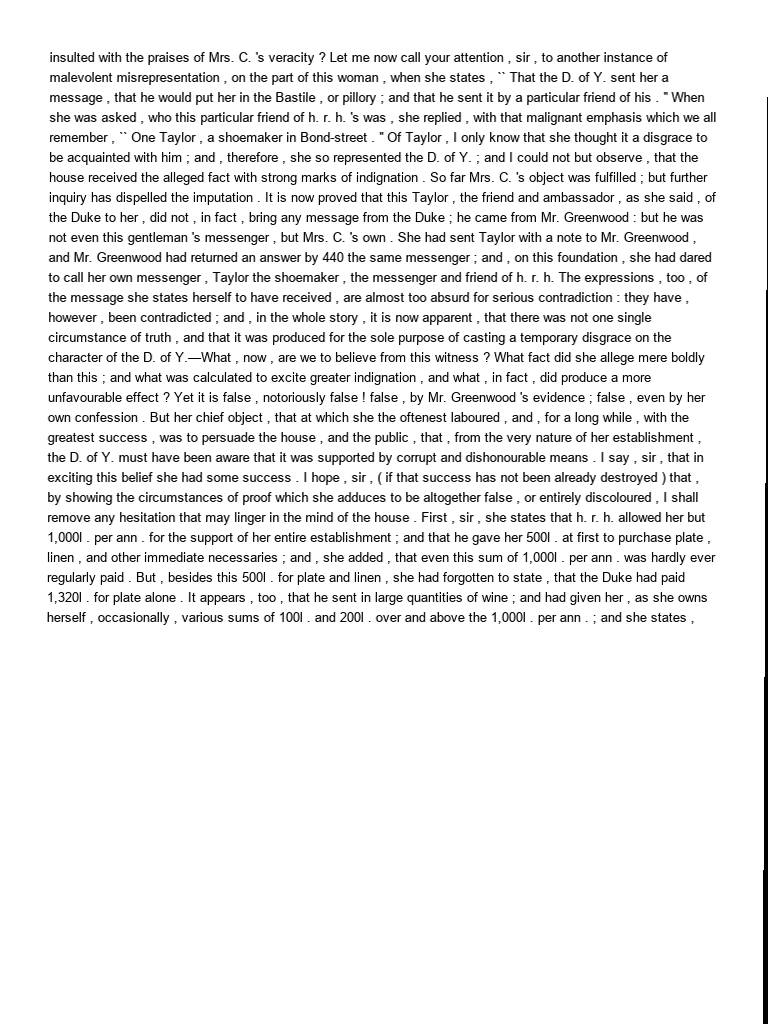 insulted with the praises of Mrs. C. 's veracity ? Let me now call your attention , sir , to another instance of
malevolent misrepresentation , on the part of this woman , when she states , `` That the D. of Y. sent her a
message , that he would put her in the Bastile , or pillory ; and that he sent it by a particular friend of his . " When
she was asked , who this particular friend of h. r. h. 's was , she replied , with that malignant emphasis which we all
remember , `` One Taylor , a shoemaker in Bond-street . " Of Taylor , I only know that she thought it a disgrace to
be acquainted with him ; and , therefore , she so represented the D. of Y. ; and I could not but observe , that the
house received the alleged fact with strong marks of indignation . So far Mrs. C. 's object was fulfilled ; but further
inquiry has dispelled the imputation . It is now proved that this Taylor , the friend and ambassador , as she said , of
the Duke to her , did not , in fact , bring any message from the Duke ; he came from Mr. Greenwood : but he was
not even this gentleman 's messenger , but Mrs. C. 's own . She had sent Taylor with a note to Mr. Greenwood ,
and Mr. Greenwood had returned an answer by 440 the same messenger ; and , on this foundation , she had dared
to call her own messenger , Taylor the shoemaker , the messenger and friend of h. r. h. The expressions , too , of
the message she states herself to have received , are almost too absurd for serious contradiction : they have ,
however , been contradicted ; and , in the whole story , it is now apparent , that there was not one single
circumstance of truth , and that it was produced for the sole purpose of casting a temporary disgrace on the
character of the D. of Y.—What , now , are we to believe from this witness ? What fact did she allege mere boldly
than this ; and what was calculated to excite greater indignation , and what , in fact , did produce a more
unfavourable effect ? Yet it is false , notoriously false ! false , by Mr. Greenwood 's evidence ; false , even by her
own confession . But her chief object , that at which she the oftenest laboured , and , for a long while , with the
greatest success , was to persuade the house , and the public , that , from the very nature of her establishment ,
the D. of Y. must have been aware that it was supported by corrupt and dishonourable means . I say , sir , that in
exciting this belief she had some success . I hope , sir , ( if that success has not been already destroyed ) that ,
by showing the circumstances of proof which she adduces to be altogether false , or entirely discoloured , I shall
remove any hesitation that may linger in the mind of the house . First , sir , she states that h. r. h. allowed her but
1,000l . per ann . for the support of her entire establishment ; and that he gave her 500l . at first to purchase plate ,
linen , and other immediate necessaries ; and , she added , that even this sum of 1,000l . per ann . was hardly ever
regularly paid . But , besides this 500l . for plate and linen , she had forgotten to state , that the Duke had paid
1,320l . for plate alone . It appears , too , that he sent in large quantities of wine ; and had given her , as she owns
herself , occasionally , various sums of 100l . and 200l . over and above the 1,000l . per ann . ; and she states ,